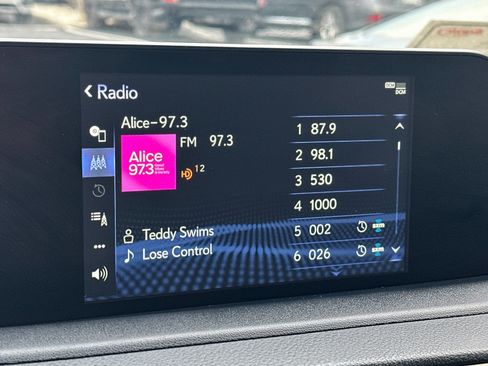 Radio
DCM
Alice-97.3
FM 97.3
Alice
97.3
12
Teddy Swims
Lose Control
1 87.9
2 98.1
3 530
4 1000
5 002
6 026